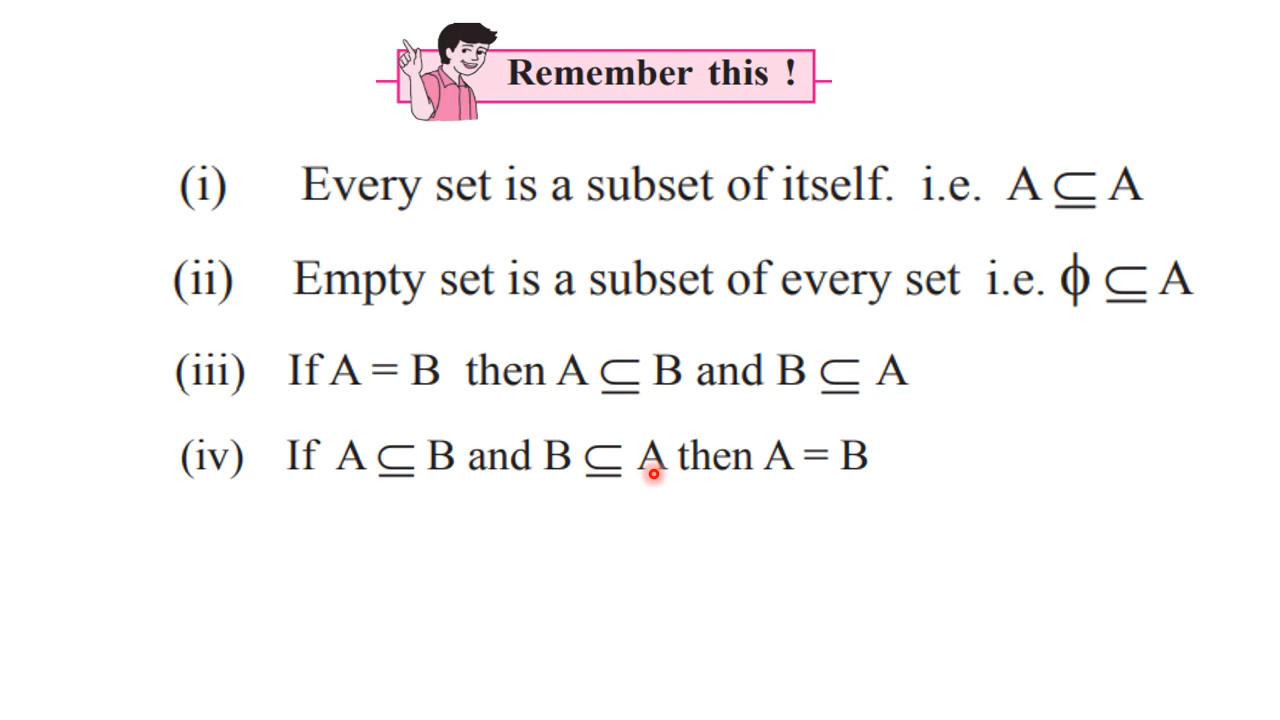 Remember this !
(i) Every set is a subset of itself. i.e. A ⊆ A
(ii) Empty set is a subset of every set i.e. ϕ ⊆ A
(iii) If A = B then A ⊆ B and B ⊆ A
(iv) If A ⊆ B and B ⊆ A then A = B